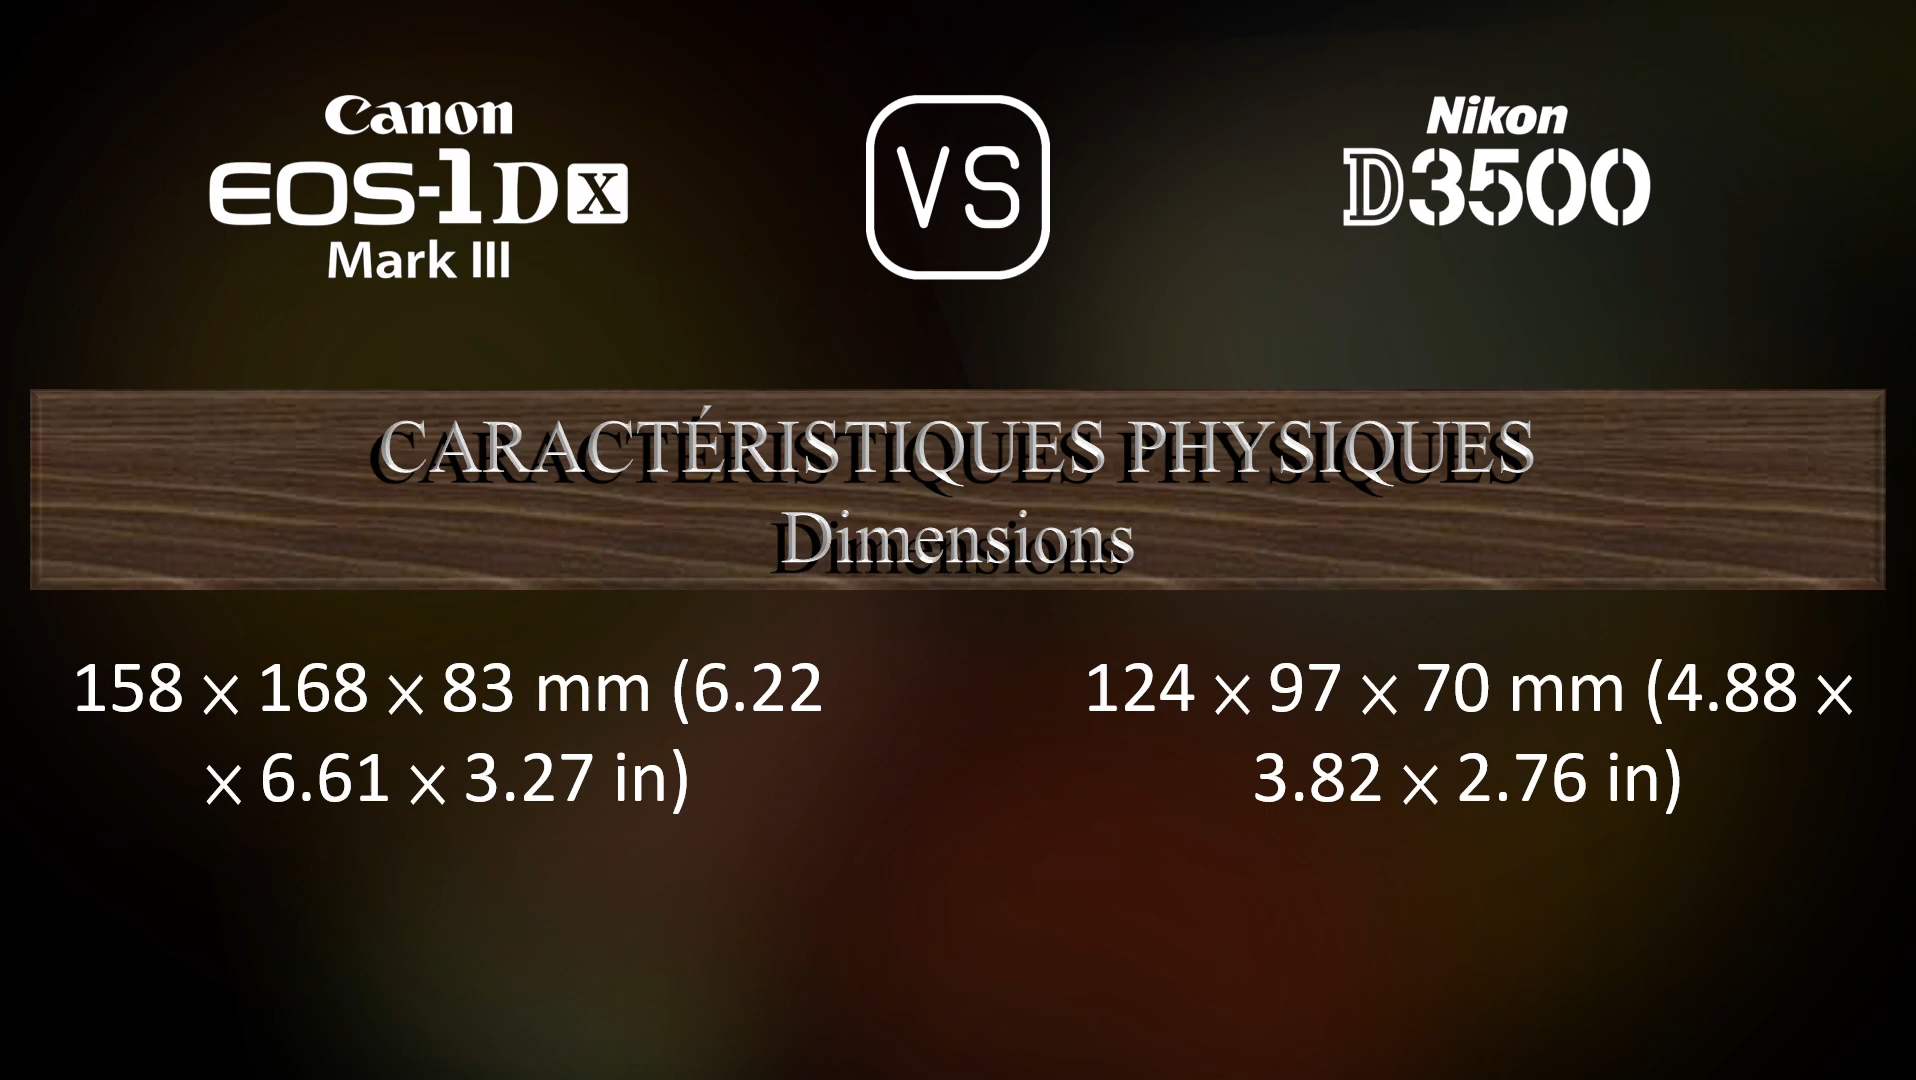 Canon
EOS-1D X
Mark III
VS
Nikon
D3500
CARACTÉRISTIQUES PHYSIQUES
Dimensions
158 x 168 x 83 mm (6.22
x 6.61 x 3.27 in)
124 x 97 x 70 mm (4.88 x
3.82 x 2.76 in)